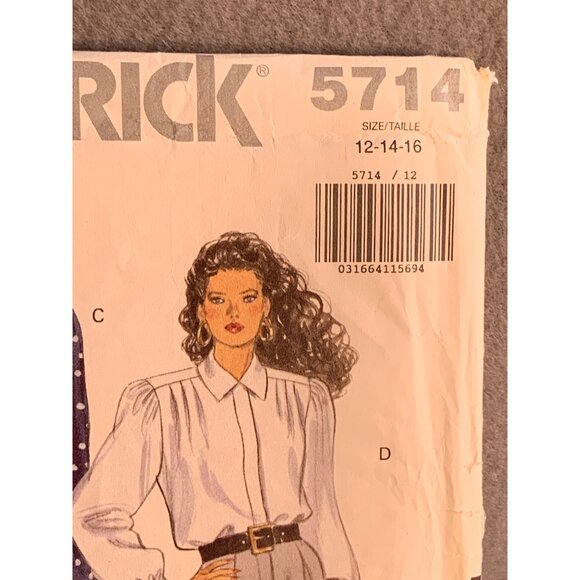 RICK® 5714
SIZE/TAILLE
12-14-16
5714 / 12
031664115694
C
D